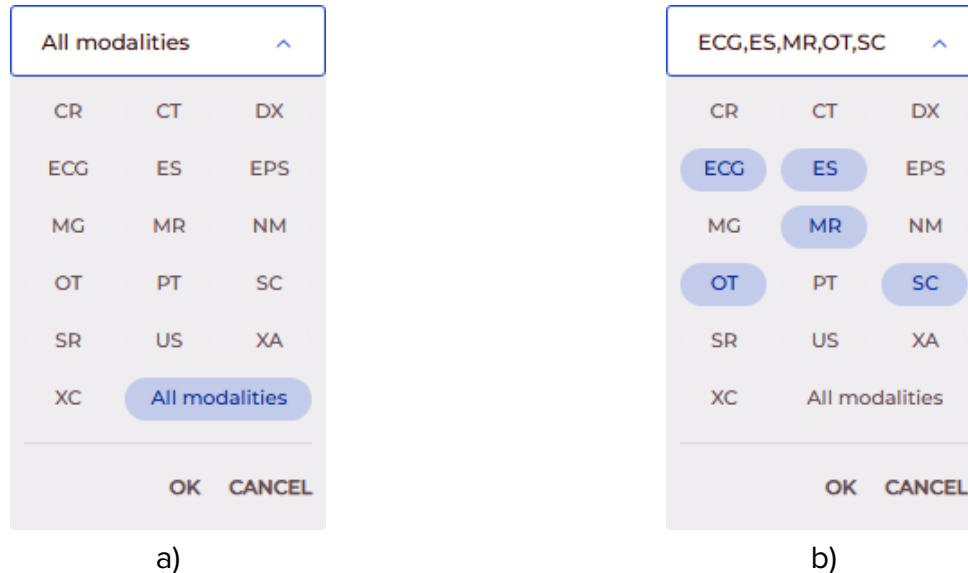 All modalities
CR CT DX
ECG ES EPS
MG MR NM
OT PT SC
SR US XA
XC All modalities
OK CANCEL
a)
ECG,ES,MR,OT,SC
CR CT DX
ECG ES EPS
MG MR NM
OT PT SC
SR US XA
XC All modalities
OK CANCEL
b)